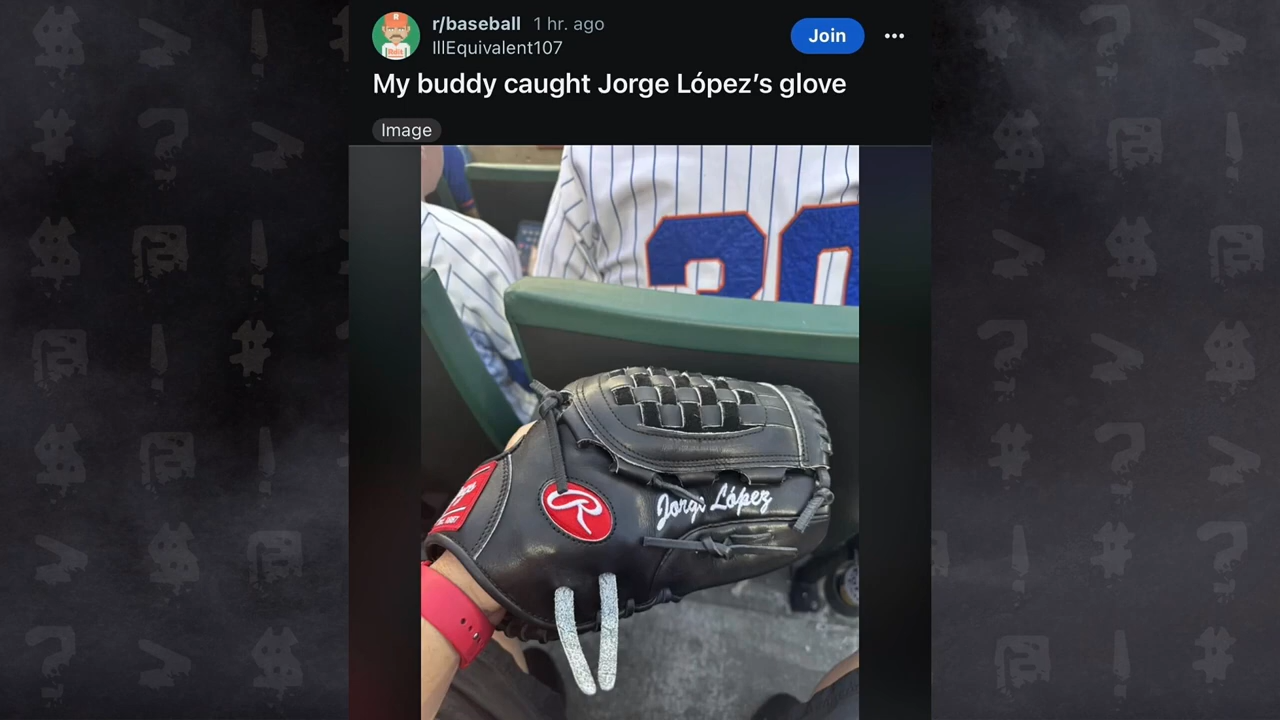 r/baseball 1 hr. ago
IllEquivalent107
Join
My buddy caught Jorge López’s glove
Image
R
Jorge López